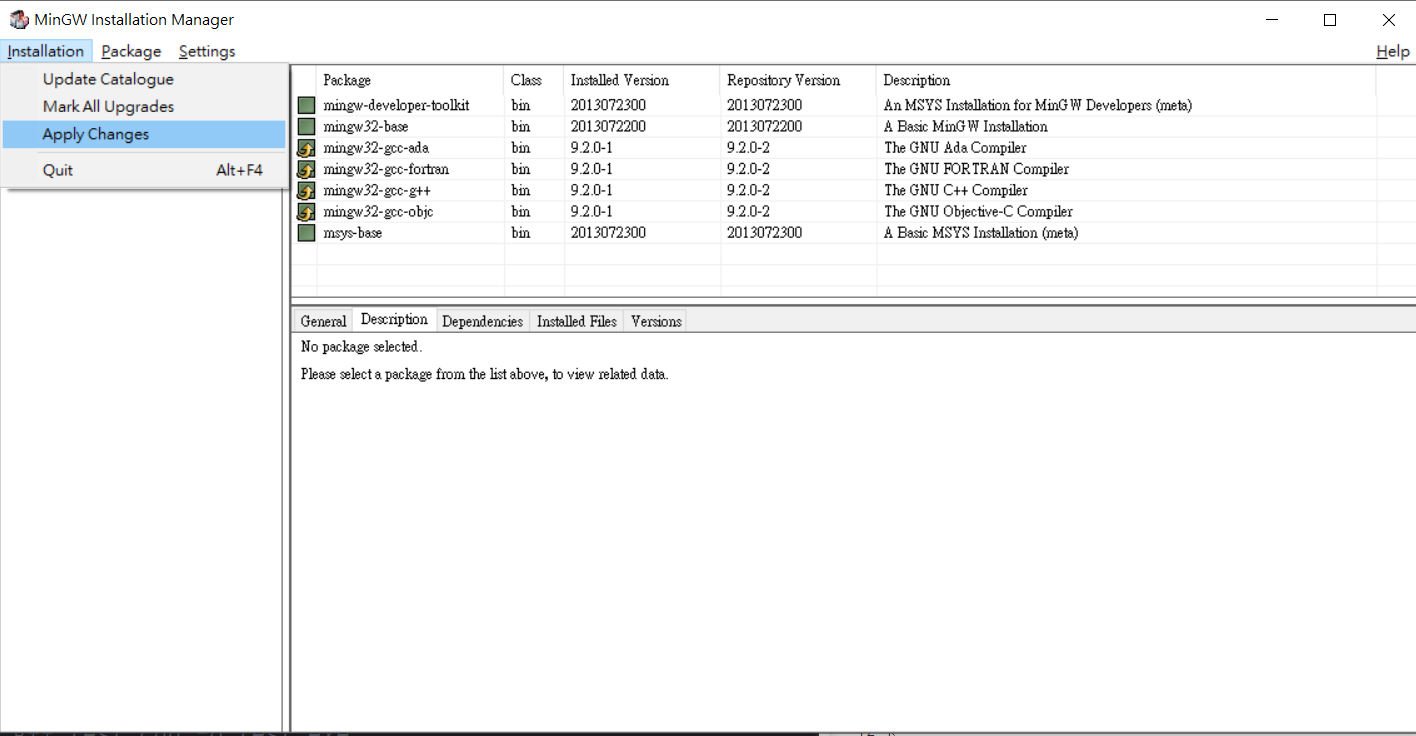 MinGW Installation Manager
Installation Package Settings Help
Update Catalogue
Mark All Upgrades
Apply Changes
Quit Alt+F4
Package Class Installed Version Repository Version Description
mingw-developer-toolkit bin 2013072300 2013072300 An MSYS Installation for MinGW Developers (meta)
mingw32-base bin 2013072200 2013072200 A Basic MinGW Installation
mingw32-gcc-ada bin 9.2.0-1 9.2.0-2 The GNU Ada Compiler
mingw32-gcc-fortran bin 9.2.0-1 9.2.0-2 The GNU FORTRAN Compiler
mingw32-gcc-g++ bin 9.2.0-1 9.2.0-2 The GNU C++ Compiler
mingw32-gcc-objc bin 9.2.0-1 9.2.0-2 The GNU Objective-C Compiler
msys-base bin 2013072300 2013072300 A Basic MSYS Installation (meta)
General Description Dependencies Installed Files Versions
No package selected.
Please select a package from the list above, to view related data.